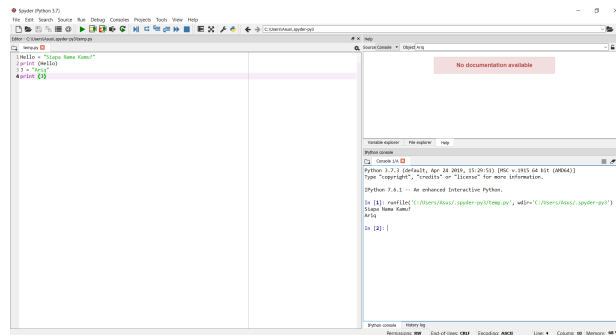 Spyder (Python 3.7)
File Edit Search Source Run Debug Consoles Projects Tools View Help
C:\Users\Asus\.spyder-py3
Editor - C:\Users\Asus\.spyder-py3\temp.py
temp.py
1 Hello = "Siapa Nama Kamu?"
2 print (Hello)
3 J = "Ariq"
4 print (J)
Help
Source Console Object Ariq
No documentation available
Variable explorer File explorer Help
IPython console
Console 1/A
Python 3.7.3 (default, Apr 24 2019, 15:29:51) [MSC v.1915 64 bit (AMD64)]
Type "copyright", "credits" or "license" for more information.
IPython 7.6.1 -- An enhanced Interactive Python.
In [1]: runfile('C:/Users/Asus/.spyder-py3/temp.py', wdir='C:/Users/Asus/.spyder-py3')
Siapa Nama Kamu?
Ariq
In [2]:
IPython console History log
Permissions: RW End-of-lines: CRLF Encoding: ASCII Line: 4 Column: 10 Memory: